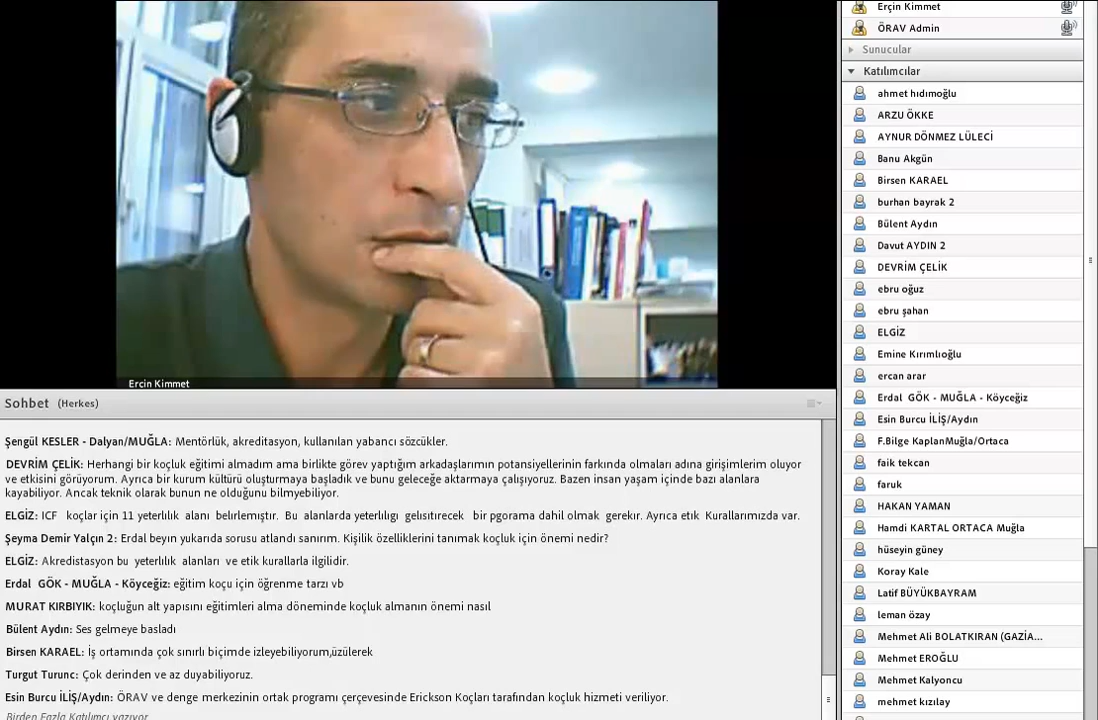 Erçin Kimmet
Sohbet (Herkes)
Şengül KESLER - Dalyan/MUĞLA: Mentörlük, akreditasyon, kullanılan yabancı sözcükler.
DEVRİM ÇELİK: Herhangi bir koçluk eğitimi almadım ama birlikte görev yaptığım arkadaşlarımın potansiyellerinin farkında olmaları adına girişimlerim oluyor
ve etkisini görüyorum. Ayrıca bir kurum kültürü oluşturmaya başladık ve bunu geleceğe aktarmaya çalışıyoruz. Bazen insan yaşam içinde bazı alanlara
kayabiliyor. Ancak teknik olarak bunun ne olduğunu bilmyebiliyor.
ELGİZ: ICF koçlar için 11 yeterlılık alanı belırlemıştır. Bu alanlarda yeterlılıgı gelısıtırecek bir pgorama dahil olmak gerekır. Ayrıca etık Kurallarımızda var.
Şeyma Demir Yalçın 2: Erdal beyın yukarıda sorusu atlandı sanırım. Kişilik özelliklerini tanımak koçluk için önemi nedir?
ELGİZ: Akredistasyon bu yeterlılık alanları ve etik kurallarla ilgilidir.
Erdal GÖK - MUĞLA - Köyceğiz: eğitim koçu için öğrenme tarzı vb
MURAT KIRBIYIK: koçluğun alt yapısını eğitimleri alma döneminde koçluk almanın önemi nasıl
Bülent Aydın: Ses gelmeye basladı
Birsen KARAEL: İş ortamında çok sınırlı biçimde izleyebiliyorum,üzülerek
Turgut Turunc: Çok derinden ve az duyabiliyoruz.
Esin Burcu İLİŞ/Aydın: ÖRAV ve denge merkezinin ortak programı çerçevesinde Erickson Koçları tarafından koçluk hizmeti veriliyor.
Birden Fazla Katılımcı yazıyor
Erçin Kimmet
ÖRAV Admin
Sunucular
Katılımcılar
ahmet hıdımoğlu
ARZU ÖKKE
AYNUR DÖNMEZ LÜLECİ
Banu Akgün
Birsen KARAEL
burhan bayrak 2
Bülent Aydın
Davut AYDIN 2
DEVRİM ÇELİK
ebru oğuz
ebru şahan
ELGİZ
Emine Kırımlıoğlu
ercan arar
Erdal GÖK - MUĞLA - Köyceğiz
Esin Burcu İLİŞ/Aydın
F.Bilge KaplanMuğla/Ortaca
faik tekcan
faruk
HAKAN YAMAN
Hamdi KARTAL ORTACA Muğla
hüseyin güney
Koray Kale
Latif BÜYÜKBAYRAM
leman özay
Mehmet Ali BOLATKIRAN (GAZİA...
Mehmet EROĞLU
Mehmet Kalyoncu
mehmet kızılay